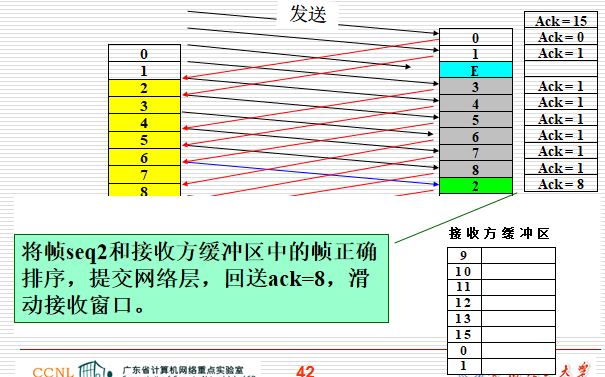 发送
Ack = 15
Ack = 0
Ack = 1
Ack = 1
Ack = 1
Ack = 1
Ack = 1
Ack = 1
Ack = 1
Ack = 8
0
1
2
3
4
5
6
7
8
0
1
E
3
4
5
6
7
8
2
将帧seq2和接收方缓冲区中的帧正确
排序，提交网络层，回送ack=8，滑
动接收窗口。
接收方缓冲区
9
10
11
12
13
15
0
1
CCNL
广东省计算机网络重点实验室
42
大学